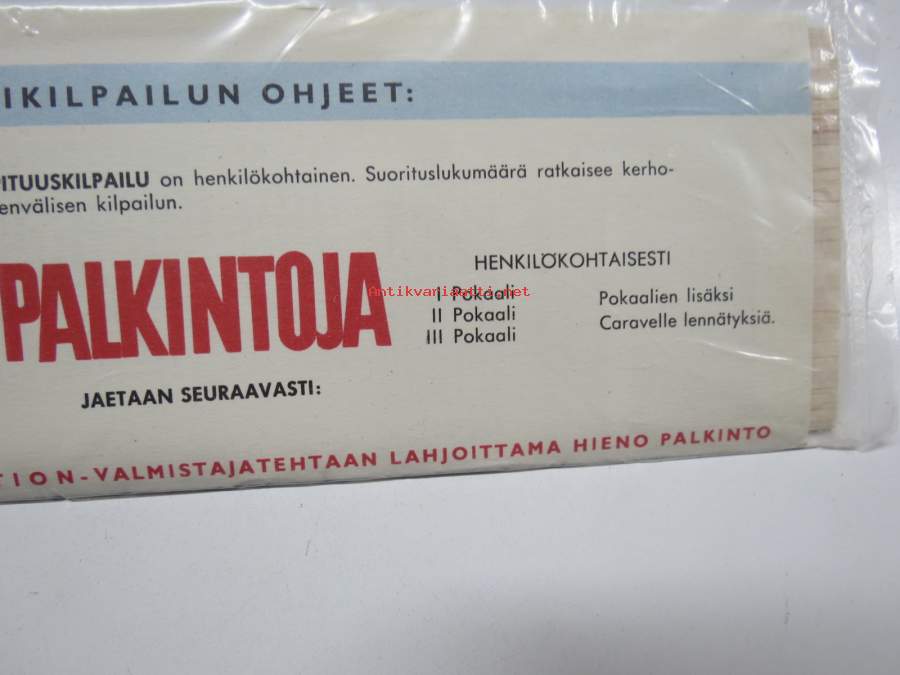 IKILPAILUN OHJEET:
PITUUSKILPAILU on henkilökohtainen. Suorituslukumäärä ratkaisee kerho-
envälisen kilpailun.
PALKINTOJA
JAETAAN SEURAAVASTI:
HENKILÖKOHTAISESTI
I Pokaali
II Pokaali
III Pokaali
Pokaalien lisäksi
Caravelle lennätyksiä.
Antikvariaatti.net
TION-VALMISTAJATEHTAAN LAHJOITTAMA HIENO PALKINTO